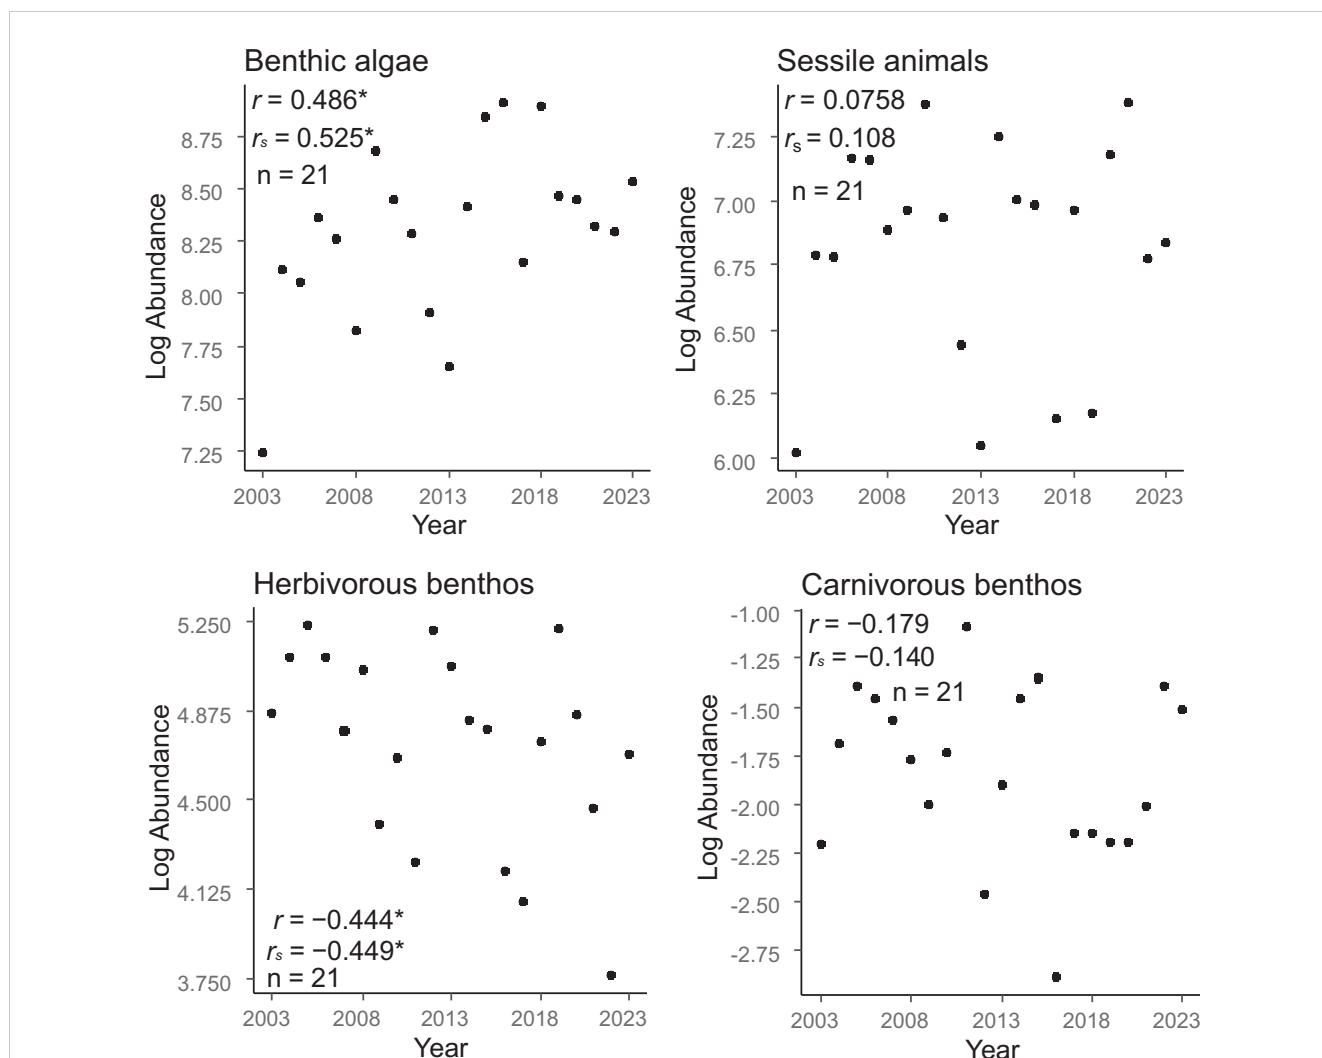 Benthic algae
r = 0.486*
rs = 0.525*
n = 21
Log Abundance
8.75
8.50
8.25
8.00
7.75
7.50
7.25
2003 2008 2013 2018 2023
Year
Sessile animals
r = 0.0758
rs = 0.108
n = 21
Log Abundance
7.25
7.00
6.75
6.50
6.25
6.00
2003 2008 2013 2018 2023
Year
Herbivorous benthos
Log Abundance
5.250
4.875
4.500
4.125
3.750
r = −0.444*
rs = −0.449*
n = 21
2003 2008 2013 2018 2023
Year
Carnivorous benthos
r = −0.179
rs = −0.140
n = 21
Log Abundance
-1.00
-1.25
-1.50
-1.75
-2.00
-2.25
-2.50
-2.75
2003 2008 2013 2018 2023
Year